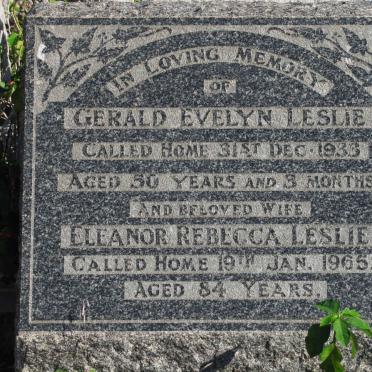 IN LOVING MEMORY
OF
GERALD EVELYN LESLIE
CALLED HOME 31ST DEC. 1933
AGED 50 YEARS AND 3 MONTHS
AND BELOVED WIFE
ELEANOR REBECCA LESLIE
CALLED HOME 19TH JAN. 1965
AGED 84 YEARS.